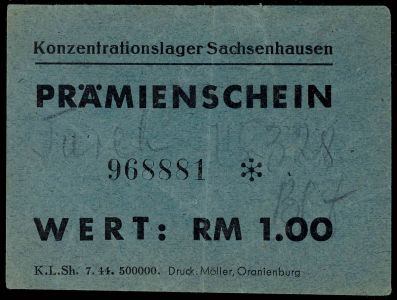 Konzentrationslager Sachsenhausen
PRÄMIENSCHEIN
968881 *
WERT: RM 1.00
K.L.Sh. 7. 44. 500000. Druck. Möller, Oranienburg